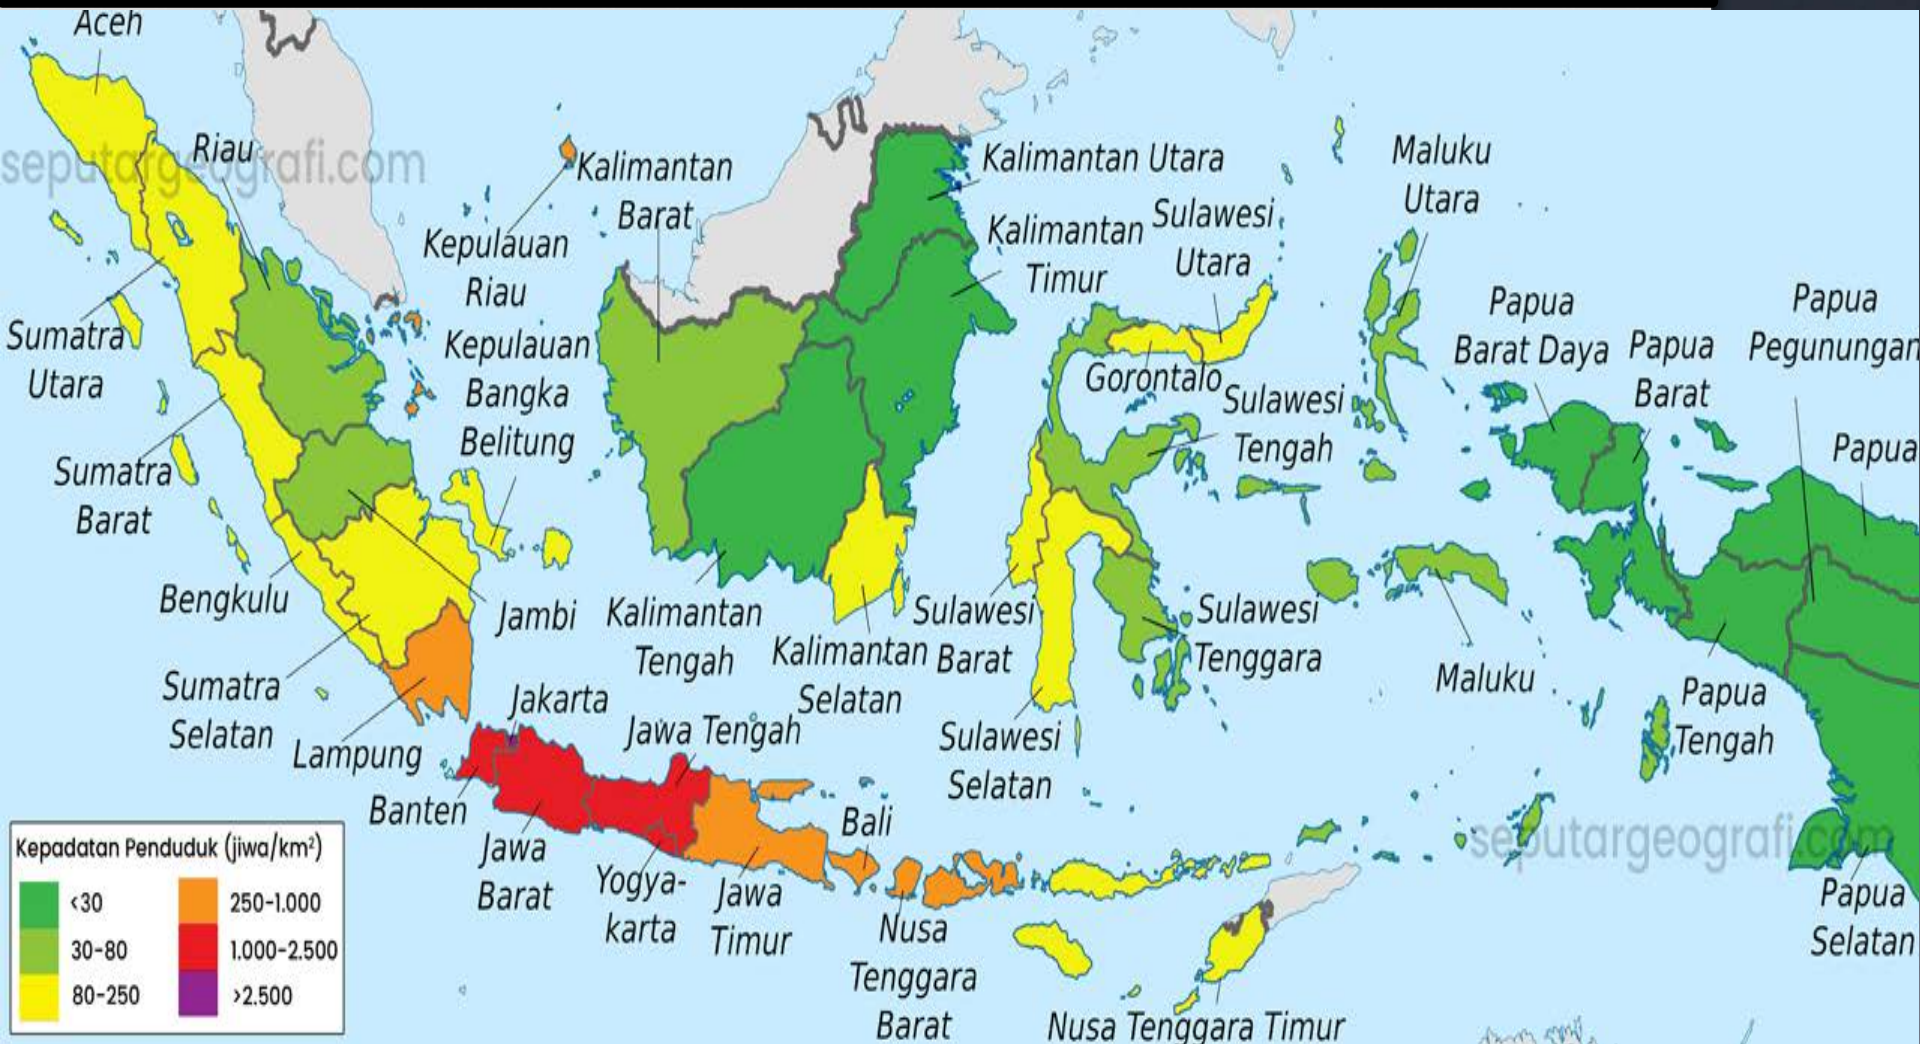 Aceh
seputargeografi.com
Riau
Kalimantan
Barat
Kalimantan Utara
Maluku
Utara
Kepulauan
Riau
Kalimantan
Timur
Sulawesi
Utara
Papua
Barat Daya
Papua
Barat
Papua
Pegunungan
Sumatra
Utara
Kepulauan
Bangka
Belitung
Gorontalo
Sulawesi
Tengah
Papua
Sumatra
Barat
Bengkulu
Jambi
Kalimantan
Tengah
Kalimantan
Selatan
Sulawesi
Barat
Sulawesi
Tenggara
Maluku
Sumatra
Selatan
Lampung
Jakarta
Jawa Tengah
Sulawesi
Selatan
Papua
Tengah
Banten
Jawa
Barat
Yogya-
karta
Jawa
Timur
Bali
Nusa
Tenggara
Barat
Nusa Tenggara Timur
seputargeografi.com
Papua
Selatan
Kepadatan Penduduk (jiwa/km²)
<30
30-80
80-250
250-1.000
1.000-2.500
>2.500